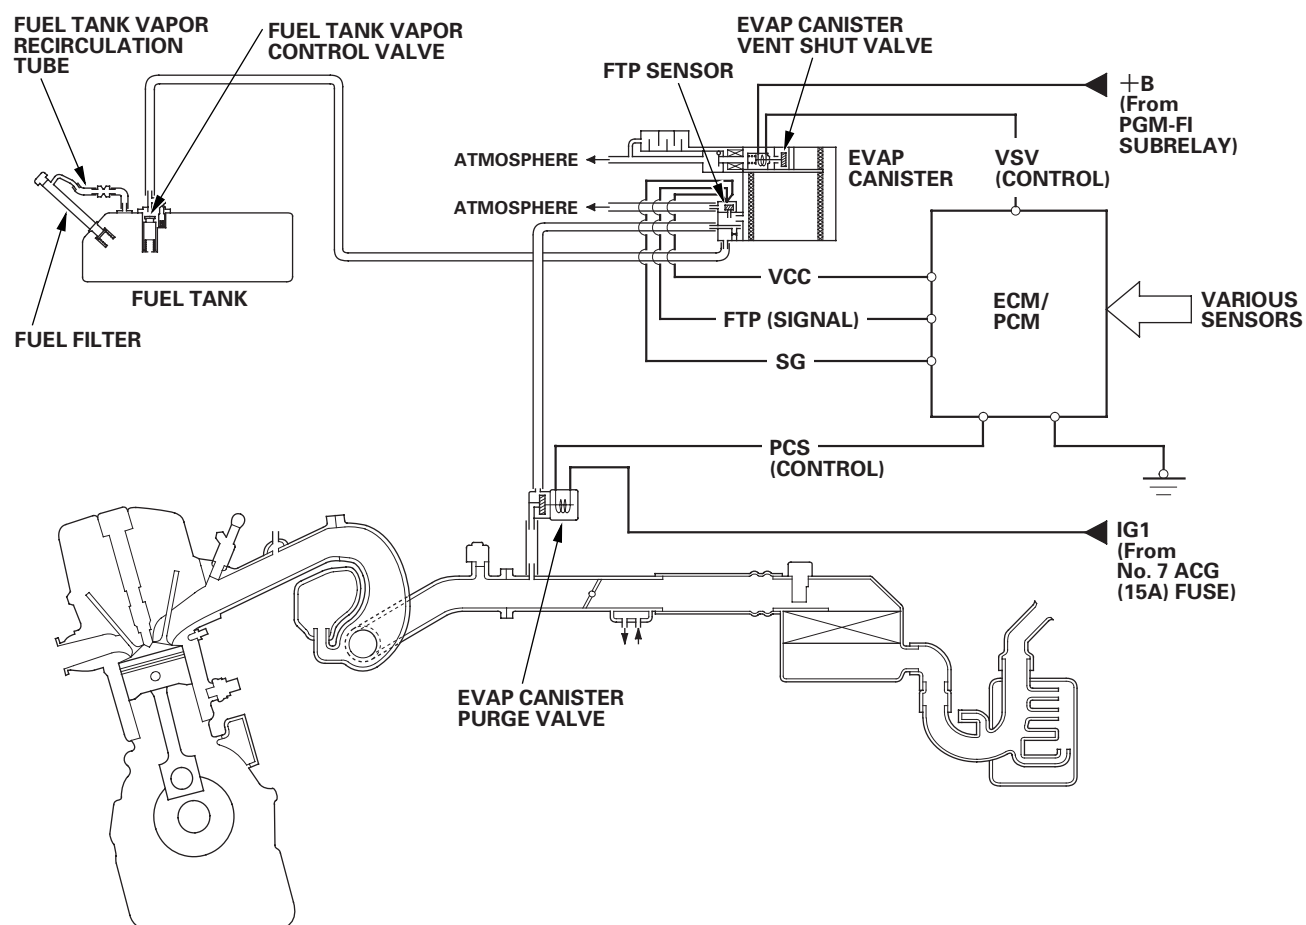 FUEL TANK VAPOR
RECIRCULATION
TUBE
FUEL TANK VAPOR
CONTROL VALVE
EVAP CANISTER
VENT SHUT VALVE
FTP SENSOR
+B
(From
PGM-FI
SUBRELAY)
ATMOSPHERE
EVAP
CANISTER
VSV
(CONTROL)
ATMOSPHERE
FUEL TANK
FUEL FILTER
VCC
FTP (SIGNAL)
SG
ECM/
PCM
VARIOUS
SENSORS
PCS
(CONTROL)
IG1
(From
No. 7 ACG
(15A) FUSE)
EVAP CANISTER
PURGE VALVE